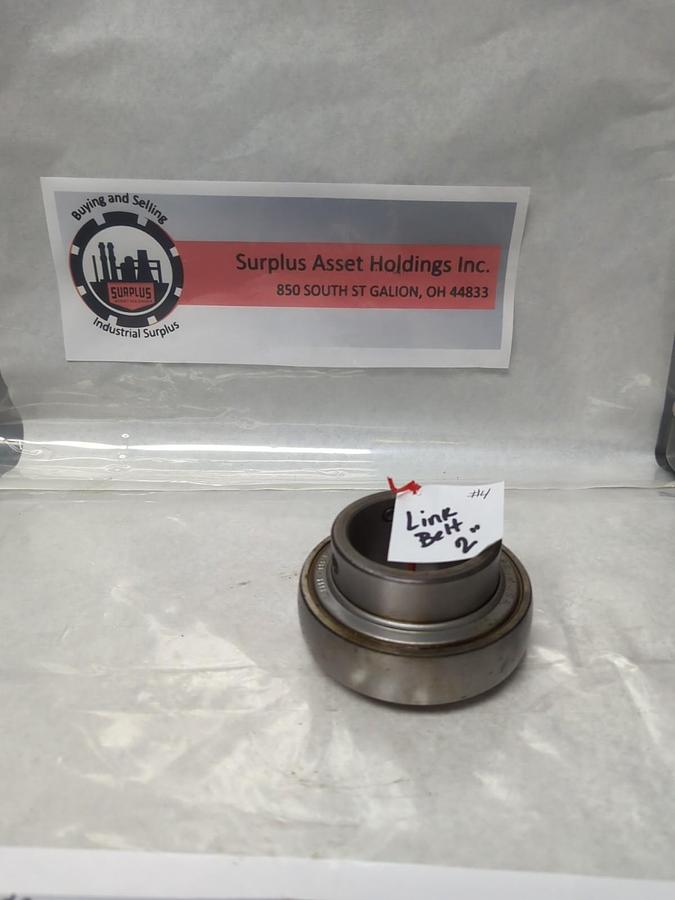 Buying and Selling
SURPLUS
Industrial Surplus
Surplus Asset Holdings Inc.
850 SOUTH ST GALION, OH 44833
#4
Link
Belt
2"